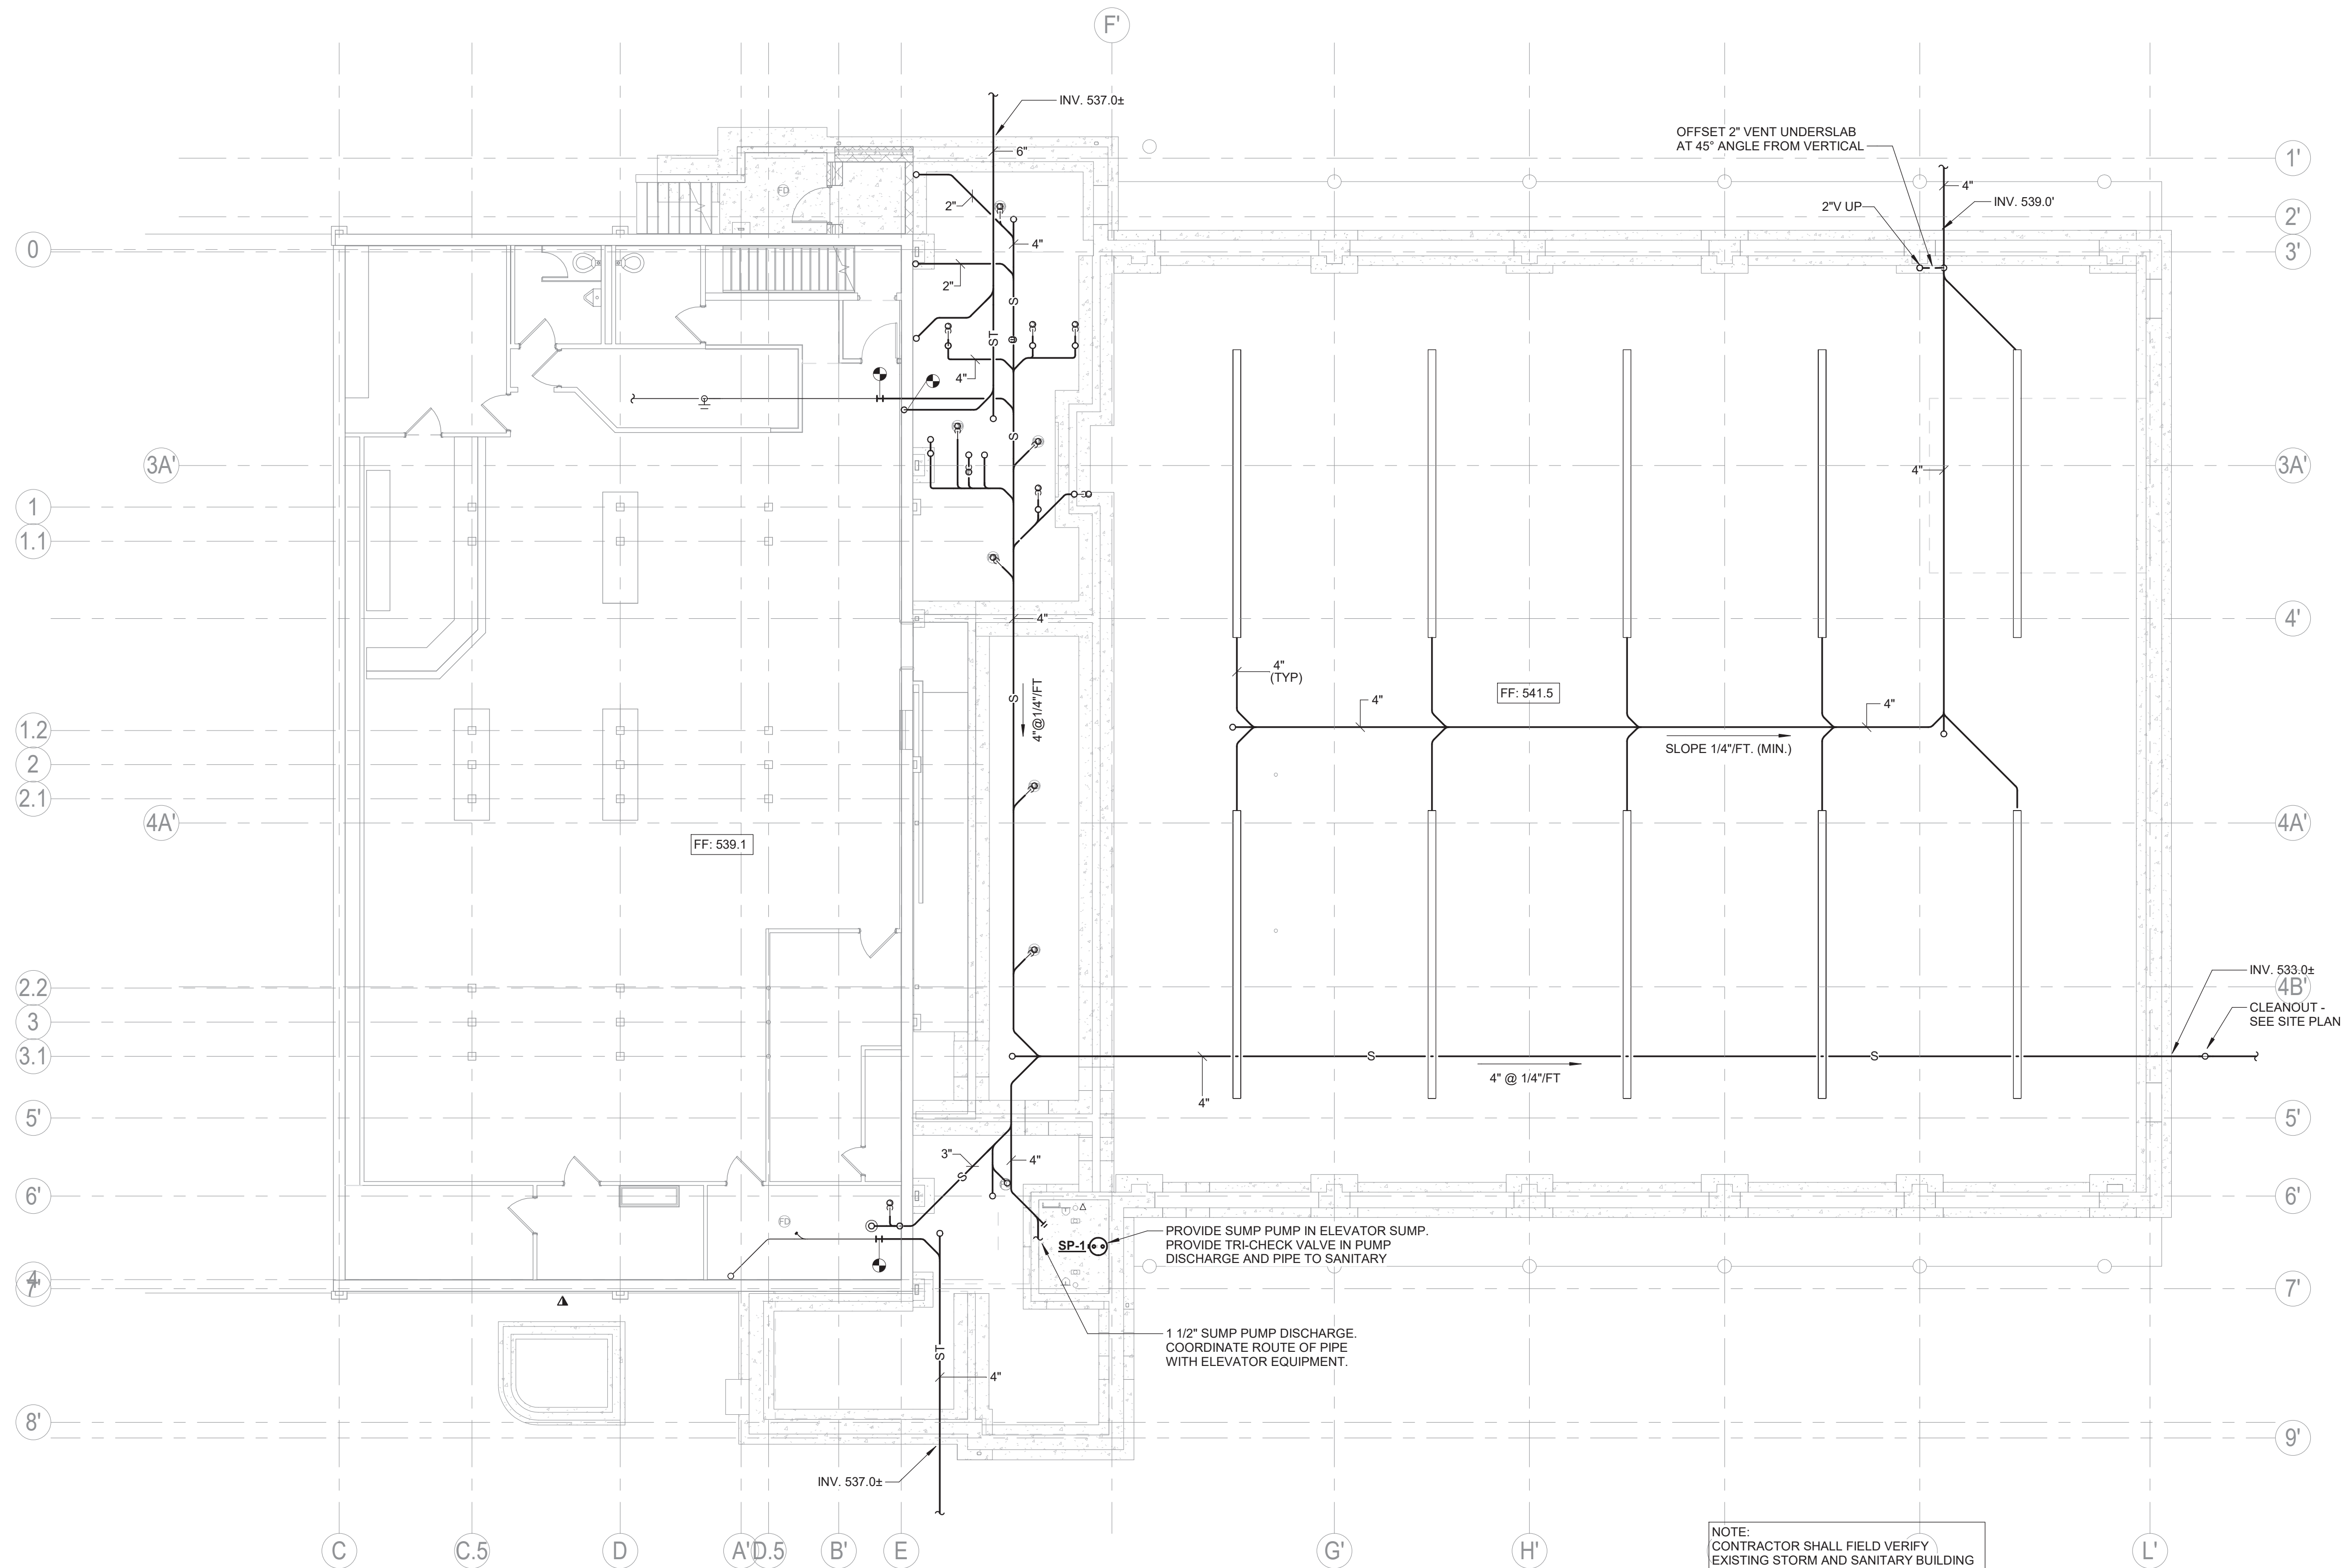 F'
INV. 537.0±
6"
OFFSET 2" VENT UNDERSLAB
AT 45° ANGLE FROM VERTICAL
1'
4"
FD
2"
2"V UP
INV. 539.0'
2'
4"
0
3'
2"
S
ST
4"
S
3A'
4"
3A'
1
1.1
4"
4'
4"
(TYP)
S
4"@1/4"/FT
FF: 541.5
4"
4"
1.2
SLOPE 1/4"/FT. (MIN.)
2
2.1
4A'
4A'
FF: 539.1
INV. 533.0±
2.2
4B'
CLEANOUT -
SEE SITE PLAN
3
3.1
S
S
4" @ 1/4"/FT
4"
5'
5'
3"
4"
S
6'
6'
FD
PROVIDE SUMP PUMP IN ELEVATOR SUMP.
SP-1
PROVIDE TRI-CHECK VALVE IN PUMP
DISCHARGE AND PIPE TO SANITARY
4
7'
7'
1 1/2" SUMP PUMP DISCHARGE.
COORDINATE ROUTE OF PIPE
WITH ELEVATOR EQUIPMENT.
ST
4"
8'
9'
INV. 537.0±
NOTE:
CONTRACTOR SHALL FIELD VERIFY
EXISTING STORM AND SANITARY BUILDING
C
C.5
D
A'
D.5
B'
E
G'
H'
L'